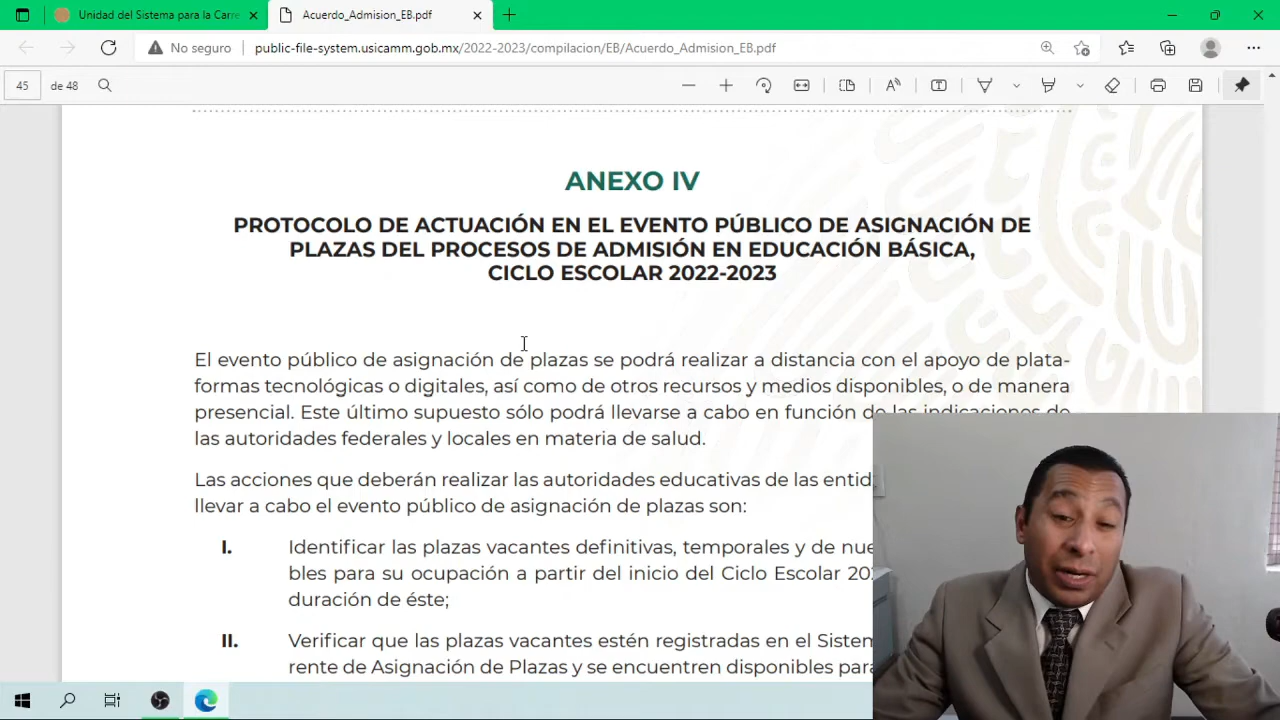 Unidad del Sistema para la Carre
Acuerdo_Admision_EB.pdf
No seguro
public-file-system.usicamm.gob.mx/2022-2023/compilacion/EB/Acuerdo_Admision_EB.pdf
45 de 48
ANEXO IV
PROTOCOLO DE ACTUACIÓN EN EL EVENTO PÚBLICO DE ASIGNACIÓN DE
PLAZAS DEL PROCESOS DE ADMISIÓN EN EDUCACIÓN BÁSICA,
CICLO ESCOLAR 2022-2023
El evento público de asignación de plazas se podrá realizar a distancia con el apoyo de plata-
formas tecnológicas o digitales, así como de otros recursos y medios disponibles, o de manera
presencial. Este último supuesto sólo podrá llevarse a cabo en función de las indicaciones de
las autoridades federales y locales en materia de salud.
Las acciones que deberán realizar las autoridades educativas de las entid
llevar a cabo el evento público de asignación de plazas son:
I. Identificar las plazas vacantes definitivas, temporales y de nue
bles para su ocupación a partir del inicio del Ciclo Escolar 20
duración de éste;
II. Verificar que las plazas vacantes estén registradas en el Sistem
rente de Asignación de Plazas y se encuentren disponibles para